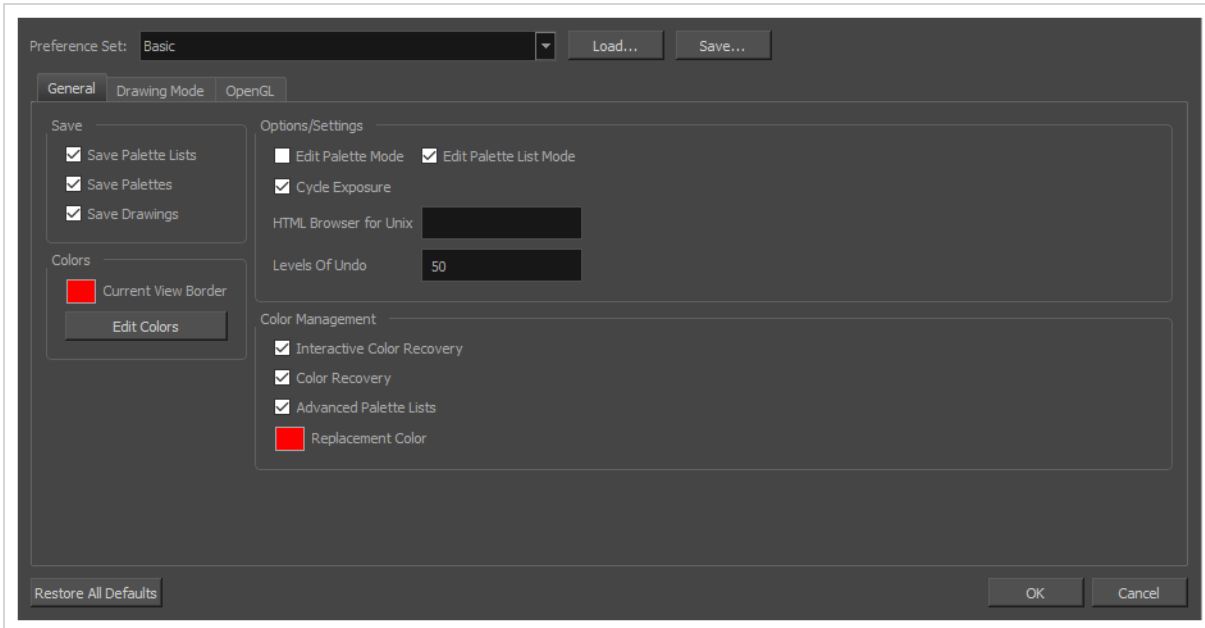 Preference Set: Basic Load... Save...
General Drawing Mode OpenGL
Save
Save Palette Lists
Save Palettes
Save Drawings
Colors
Current View Border
Edit Colors
Options/Settings
Edit Palette Mode Edit Palette List Mode
Cycle Exposure
HTML Browser for Unix
Levels Of Undo 50
Color Management
Interactive Color Recovery
Color Recovery
Advanced Palette Lists
Replacement Color
Restore All Defaults OK Cancel